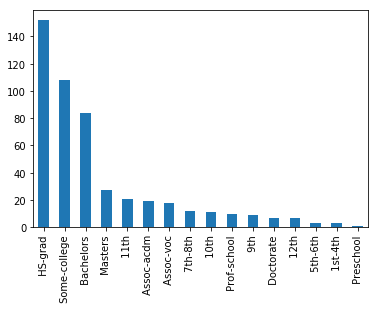 140
120
100
80
60
40
20
0
HS-grad
Some-college
Bachelors
Masters
11th
Assoc-acdm
Assoc-voc
7th-8th
10th
Prof-school
9th
Doctorate
12th
5th-6th
1st-4th
Preschool